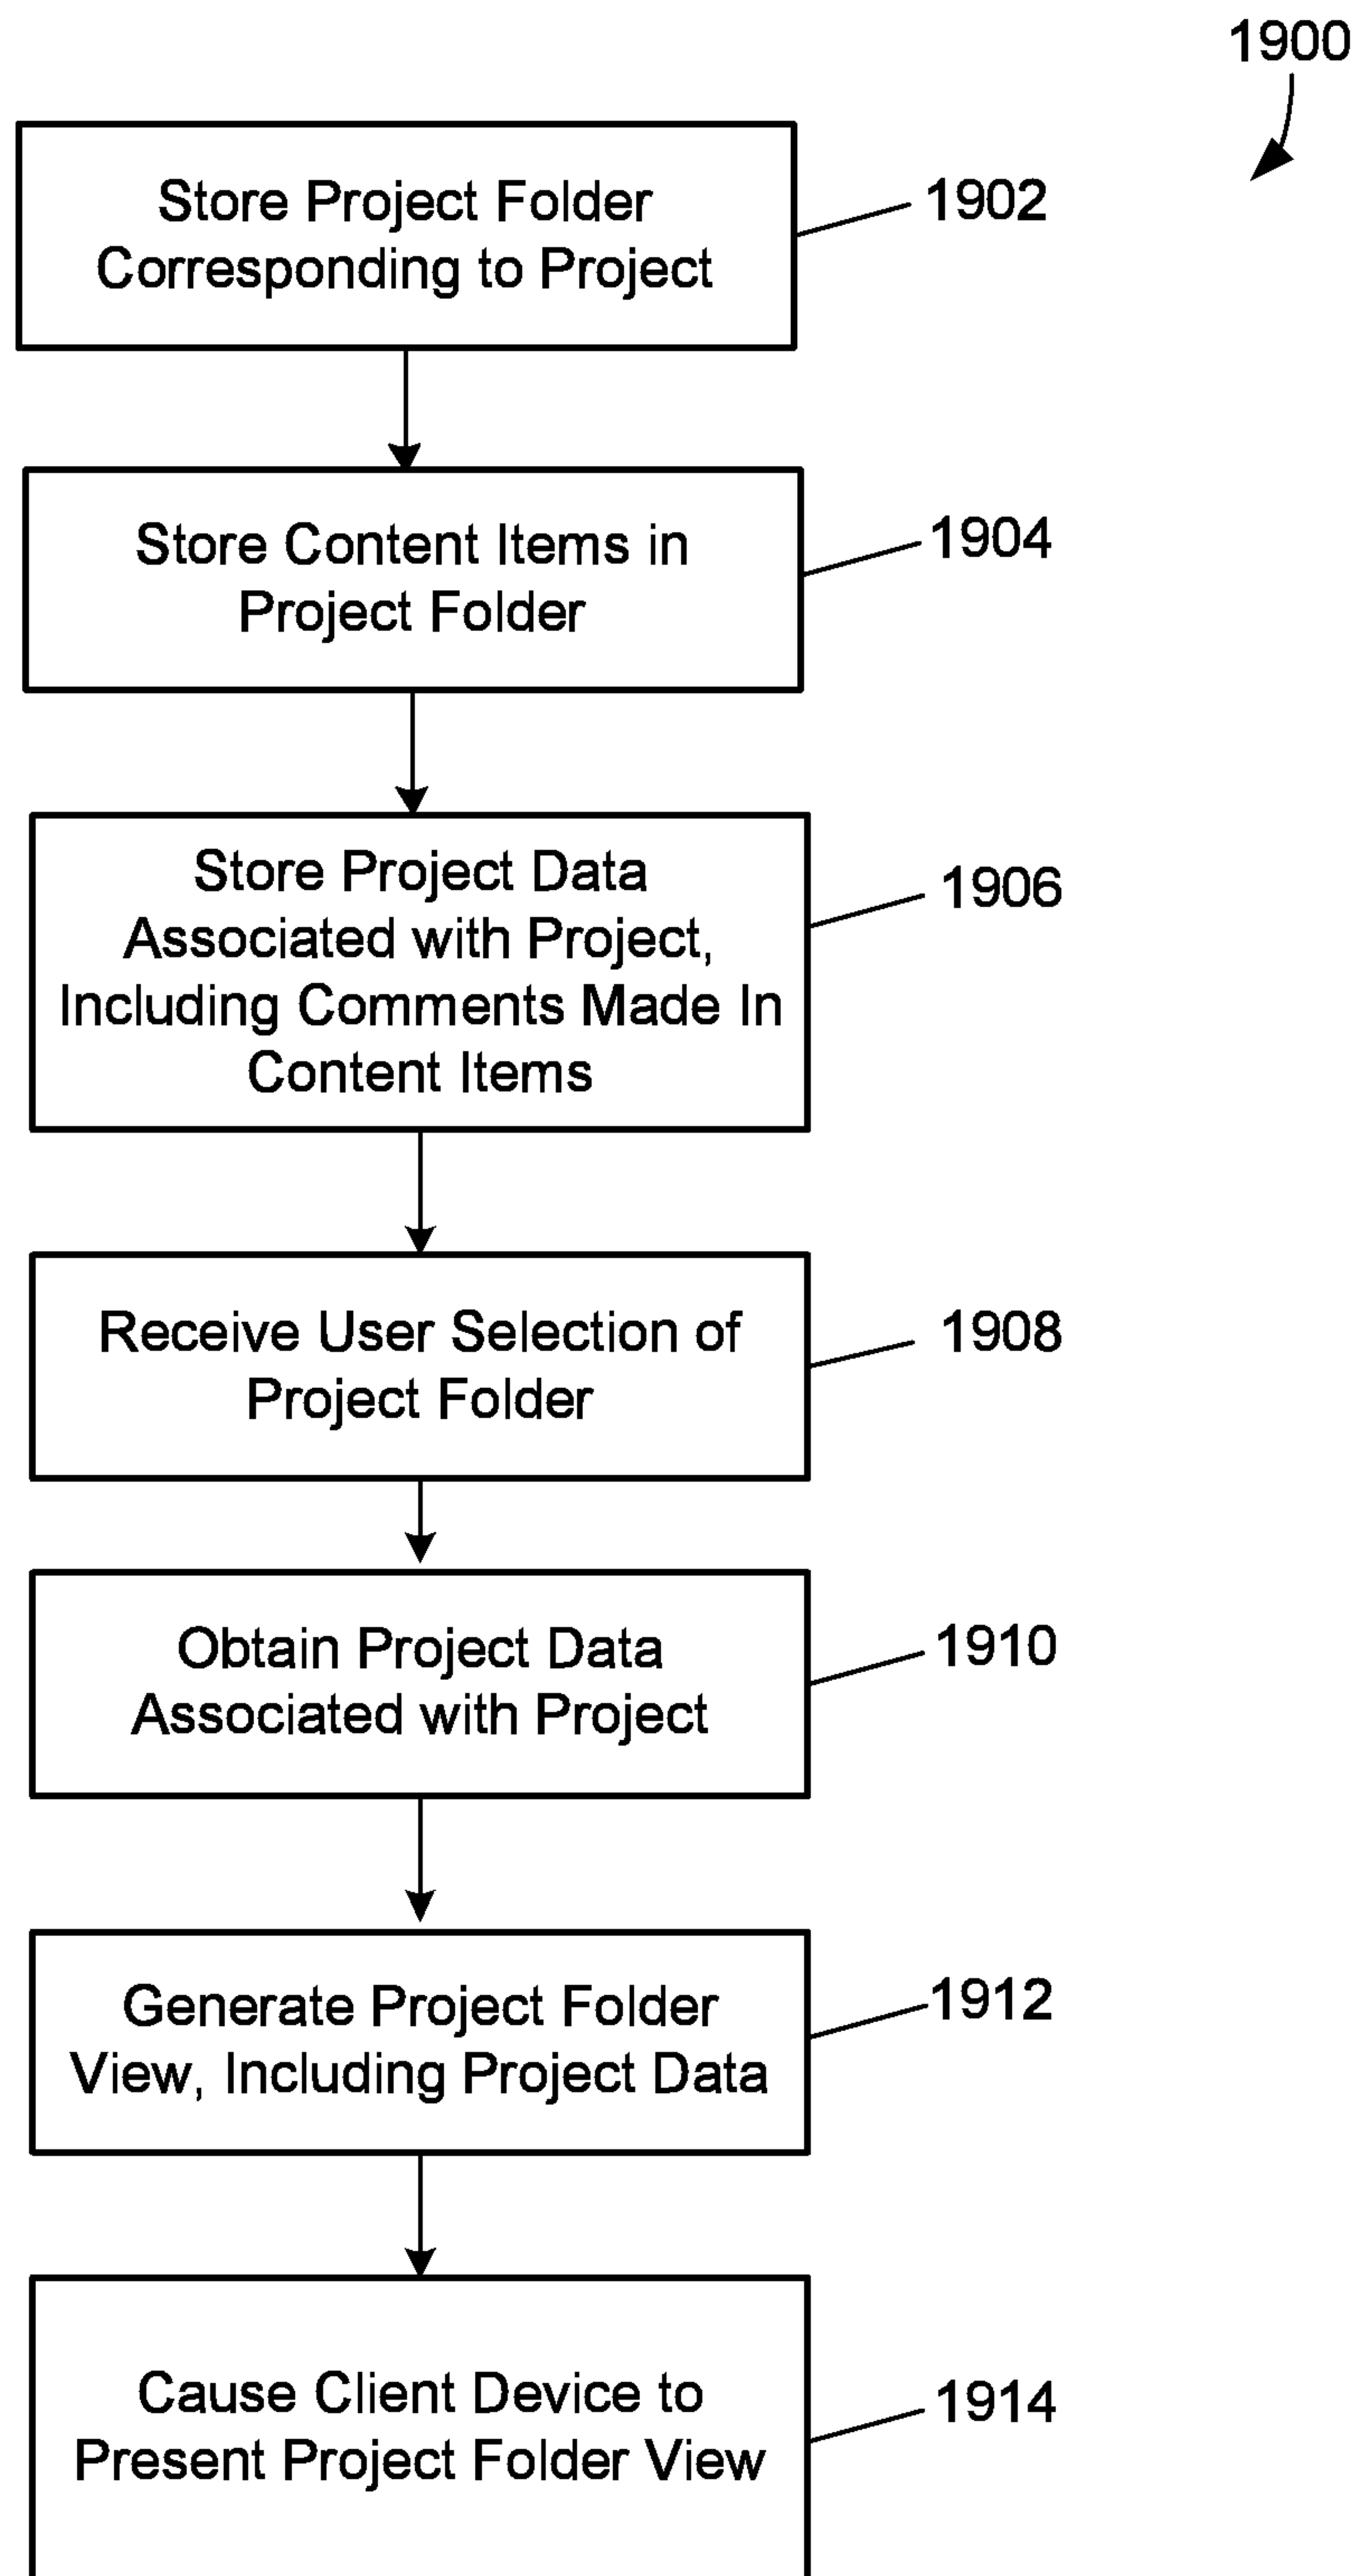 1900
Store Project Folder
Corresponding to Project
1902
Store Content Items in
Project Folder
1904
Store Project Data
Associated with Project,
Including Comments Made In
Content Items
1906
Receive User Selection of
Project Folder
1908
Obtain Project Data
Associated with Project
1910
Generate Project Folder
View, Including Project Data
1912
Cause Client Device to
Present Project Folder View
1914